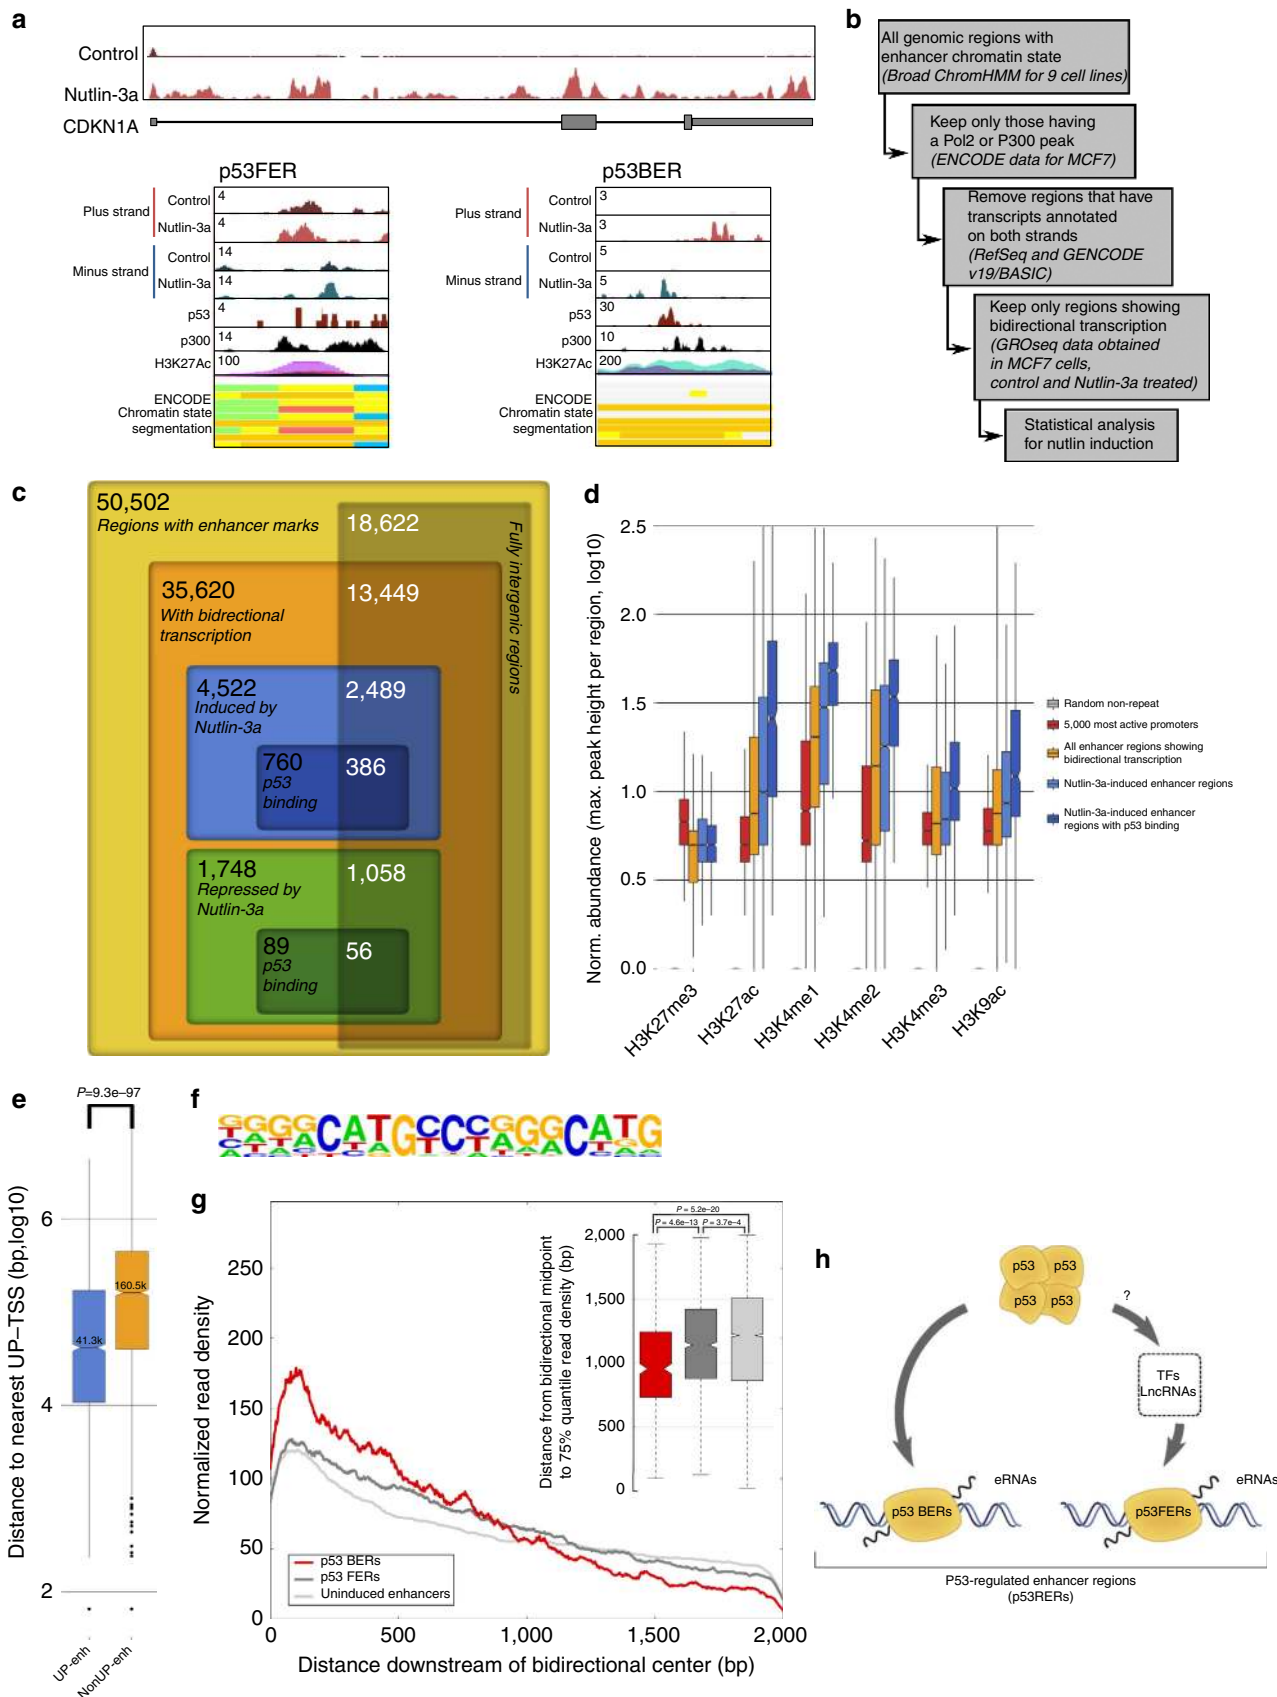 a
Control
Nutlin-3a
CDKN1A
p53FER
Plus strand
Control
4
Nutlin-3a
4
Minus strand
Control
14
Nutlin-3a
14
p53
4
p300
14
H3K27Ac
100
ENCODE
Chromatin state
segmentation
p53BER
Plus strand
Control
3
Nutlin-3a
3
Minus strand
Control
5
Nutlin-3a
5
p53
30
p300
10
H3K27Ac
200
ENCODE
Chromatin state
segmentation
b
All genomic regions with
enhancer chromatin state
(Broad ChromHMM for 9 cell lines)
Keep only those having
a Pol2 or P300 peak
(ENCODE data for MCF7)
Remove regions that have
transcripts annotated
on both strands
(RefSeq and GENCODE
v19/BASIC)
Keep only regions showing
bidirectional transcription
(GROseq data obtained
in MCF7 cells,
control and Nutlin-3a treated)
Statistical analysis
for nutlin induction
c
50,502
Regions with enhancer marks
18,622
Fully intergenic regions
35,620
With bidrectional
transcription
13,449
4,522
Induced by
Nutlin-3a
2,489
760
p53
binding
386
1,748
Repressed by
Nutlin-3a
1,058
89
p53
binding
56
d
Norm. abundance (max. peak height per region, log10)
2.5
2.0
1.5
1.0
0.5
0.0
H3K27me3
H3K27ac
H3K4me1
H3K4me2
H3K4me3
H3K9ac
Random non-repeat
5,000 most active promoters
All enhancer regions showing
bidirectional transcription
Nutlin-3a-induced enhancer regions
Nutlin-3a-induced enhancer
regions with p53 binding
e
P=9.3e–97
Distance to nearest UP–TSS (bp,log10)
6
4
2
41.3k
160.5k
UP-enh
NonUP-enh
f
GGGACATGCCCGGGCATG
g
Normalized read density
250
200
150
100
50
0
0
500
1,000
1,500
2,000
Distance downstream of bidirectional center (bp)
p53 BERs
p53 FERs
Uninduced enhancers
Distance from bidirectional midpoint
to 75% quantile read density (bp)
2,000
1,500
1,000
500
0
P = 5.2e–20
P = 4.6e–13
P = 3.7e–4
h
p53
p53
p53
p53
?
TFs
LncRNAs
eRNAs
p53 BERs
eRNAs
p53FERs
P53-regulated enhancer regions
(p53RERs)